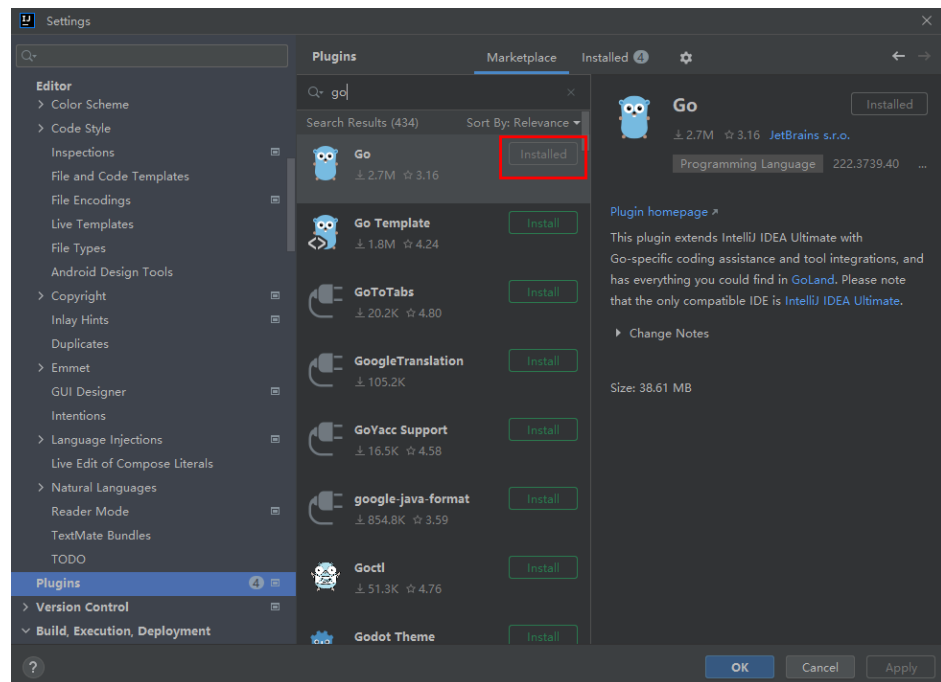 Settings
Plugins
Marketplace
Installed 4
Editor
Color Scheme
Code Style
Inspections
File and Code Templates
File Encodings
Live Templates
File Types
Android Design Tools
Copyright
Inlay Hints
Duplicates
Emmet
GUI Designer
Intentions
Language Injections
Live Edit of Compose Literals
Natural Languages
Reader Mode
TextMate Bundles
TODO
Plugins 4
Version Control
Build, Execution, Deployment
go
Search Results (434) Sort By: Relevance
Go Installed
2.7M ☆ 3.16
Go Template Install
1.8M ☆ 4.24
GoToTabs Install
20.2K ☆ 4.80
GoogleTranslation Install
105.2K
GoYacc Support Install
16.5K ☆ 4.58
google-java-format Install
854.8K ☆ 3.59
Goctl Install
51.3K ☆ 4.76
Godot Theme Install
Go Installed
2.7M ☆ 3.16 JetBrains s.r.o.
Programming Language 222.3739.40 ...
Plugin homepage ↗
This plugin extends IntelliJ IDEA Ultimate with
Go-specific coding assistance and tool integrations, and
has everything you could find in GoLand. Please note
that the only compatible IDE is IntelliJ IDEA Ultimate.
Change Notes
Size: 38.61 MB
?
OK
Cancel
Apply